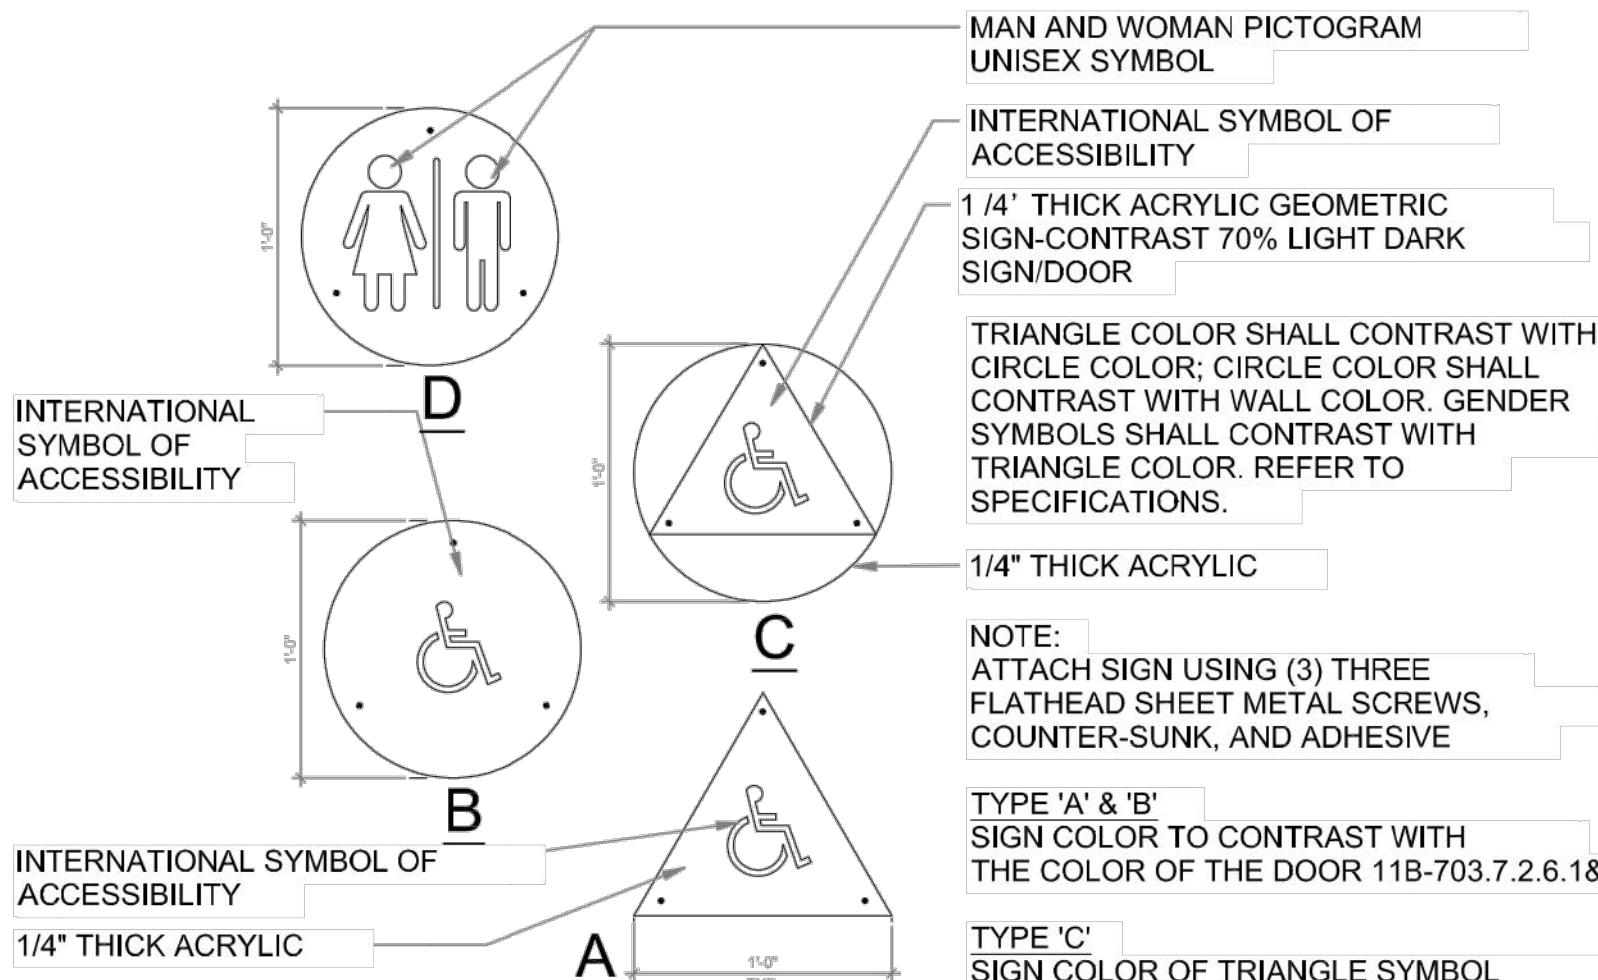 MAN AND WOMAN PICTOGRAM
UNISEX SYMBOL
INTERNATIONAL SYMBOL OF
ACCESSIBILITY
1 /4’ THICK ACRYLIC GEOMETRIC
SIGN-CONTRAST 70% LIGHT DARK
SIGN/DOOR
TRIANGLE COLOR SHALL CONTRAST WITH
CIRCLE COLOR; CIRCLE COLOR SHALL
CONTRAST WITH WALL COLOR. GENDER
SYMBOLS SHALL CONTRAST WITH
TRIANGLE COLOR. REFER TO
SPECIFICATIONS.
1/4" THICK ACRYLIC
NOTE:
ATTACH SIGN USING (3) THREE
FLATHEAD SHEET METAL SCREWS,
COUNTER-SUNK, AND ADHESIVE
TYPE 'A' & 'B'
SIGN COLOR TO CONTRAST WITH
THE COLOR OF THE DOOR 11B-703.7.2.6.1&
TYPE 'C'
SIGN COLOR OF TRIANGLE SYMBOL
1'-0"
D
INTERNATIONAL
SYMBOL OF
ACCESSIBILITY
1'-0"
C
1'-0"
B
INTERNATIONAL SYMBOL OF
ACCESSIBILITY
1/4" THICK ACRYLIC
A
1'-0"